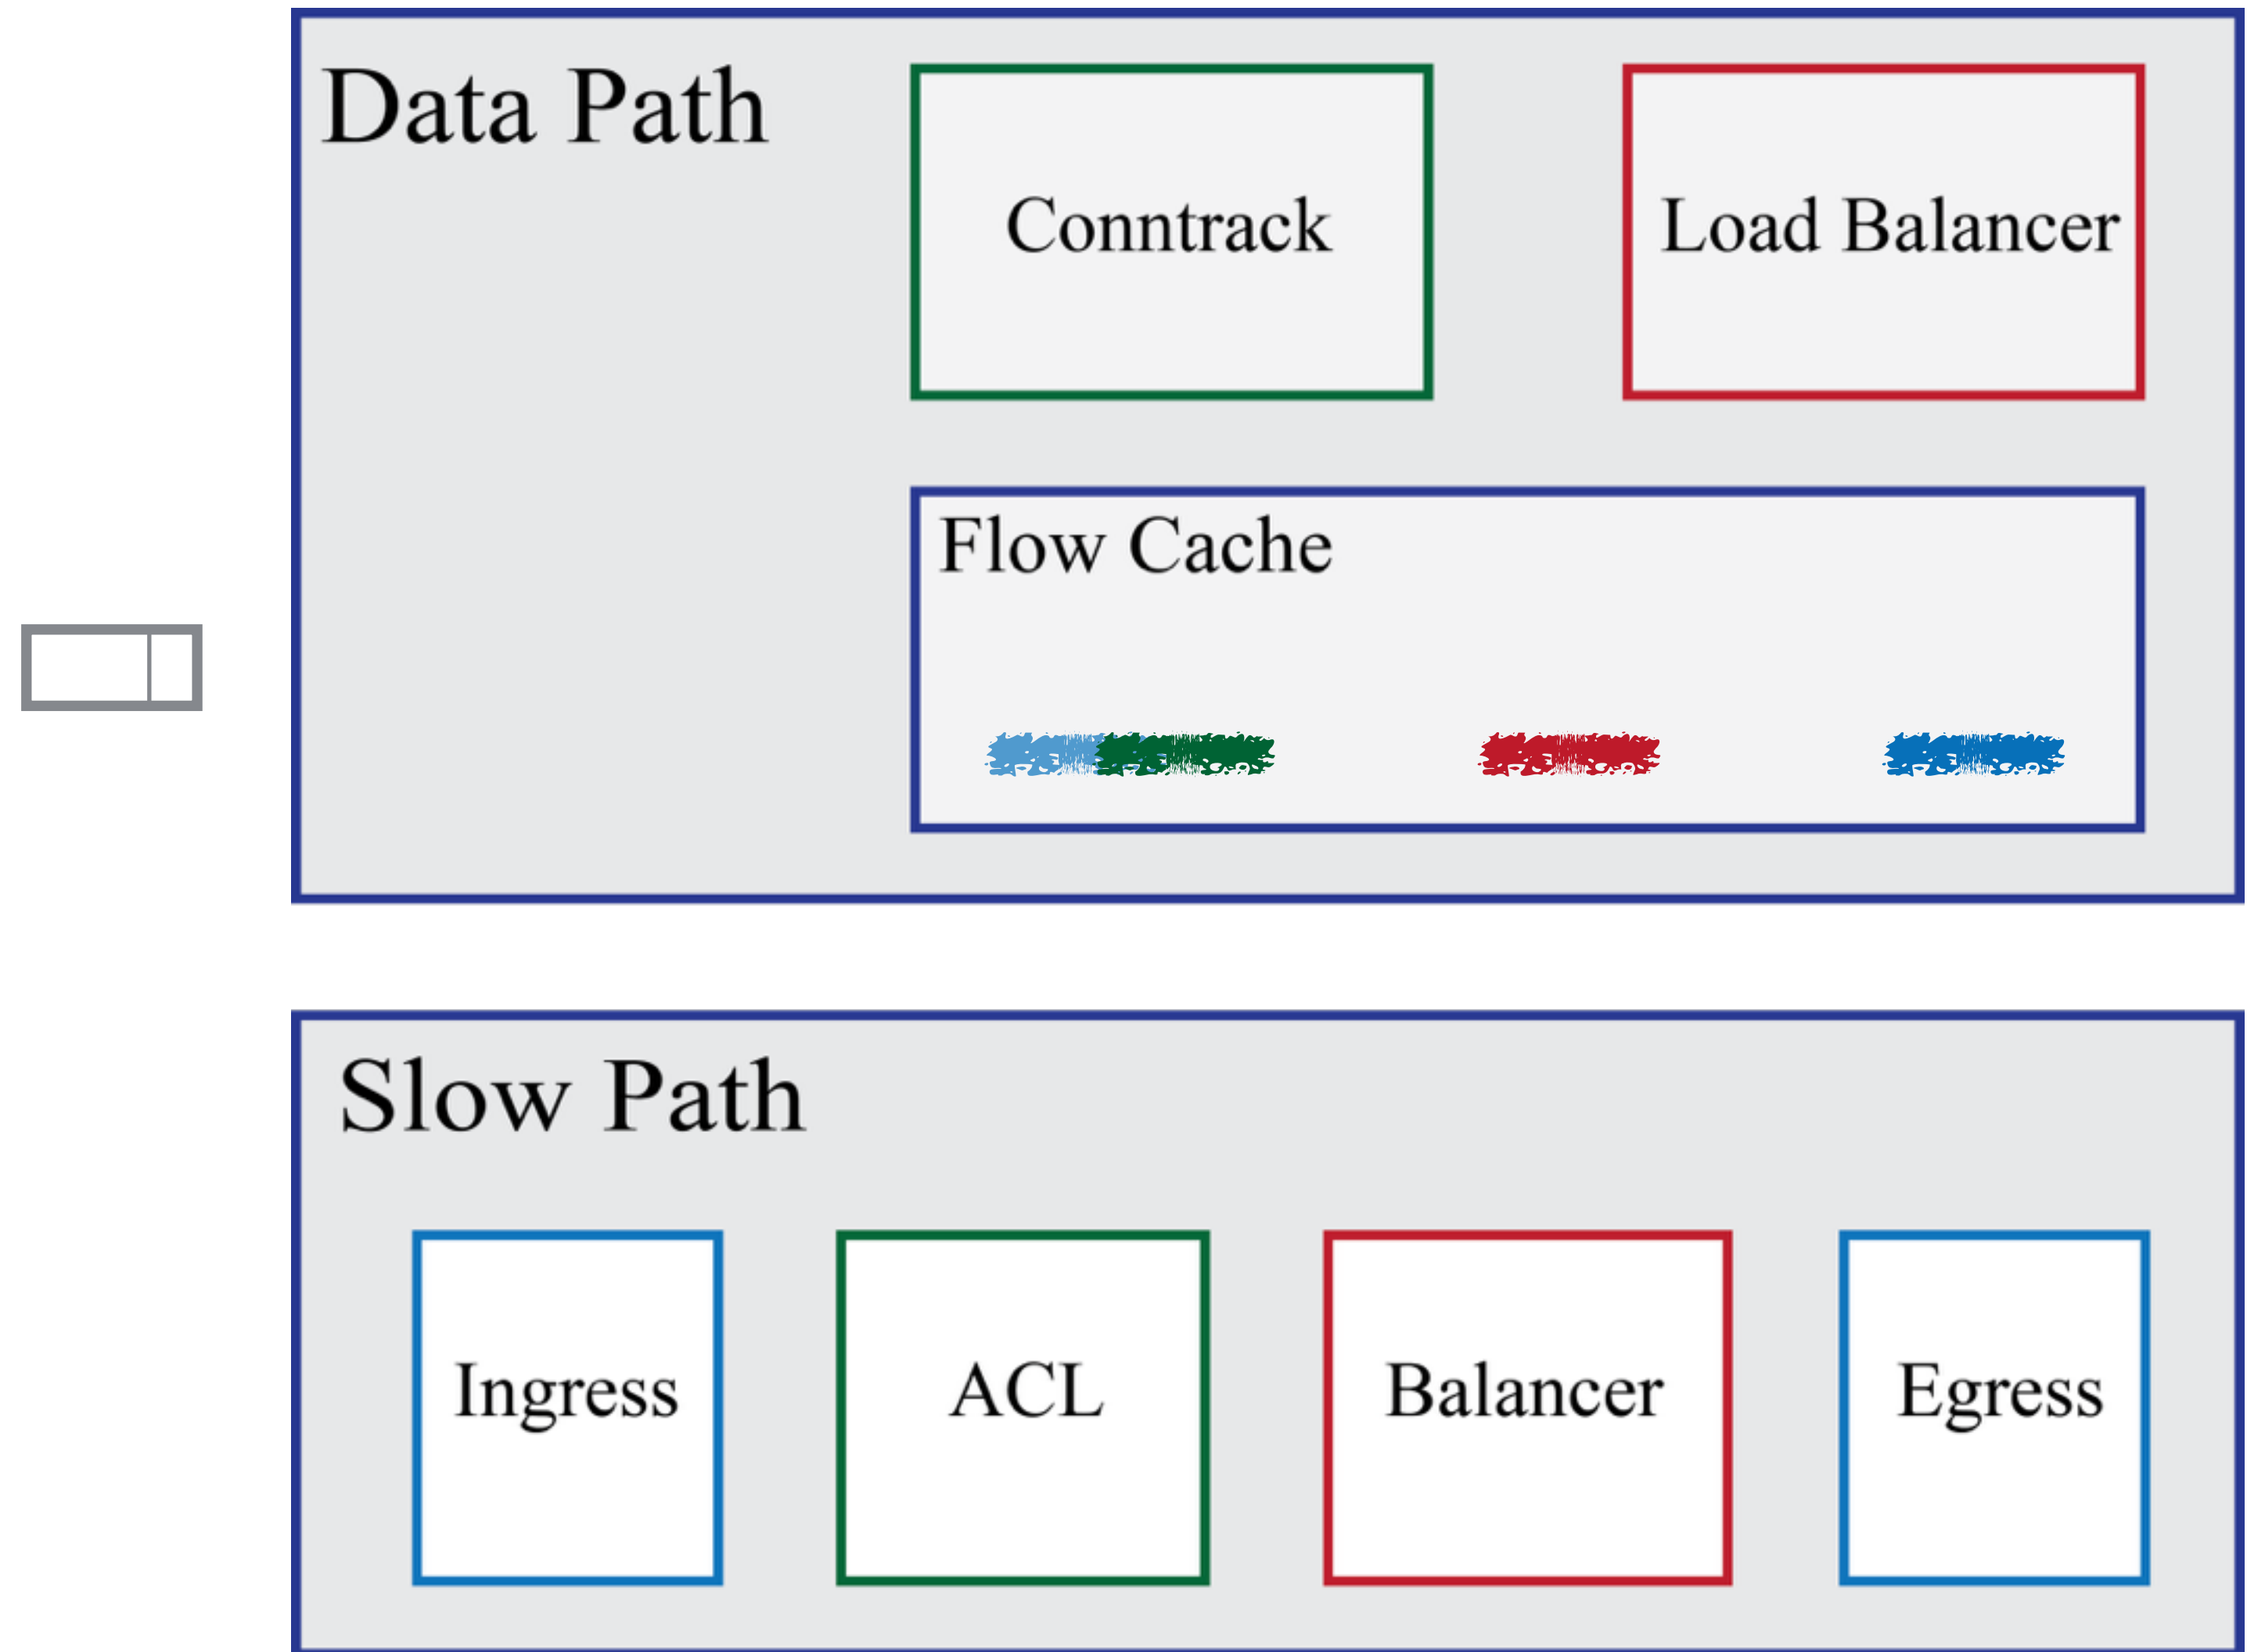 Data Path
Conntrack
Load Balancer
Flow Cache
Slow Path
Ingress
ACL
Balancer
Egress